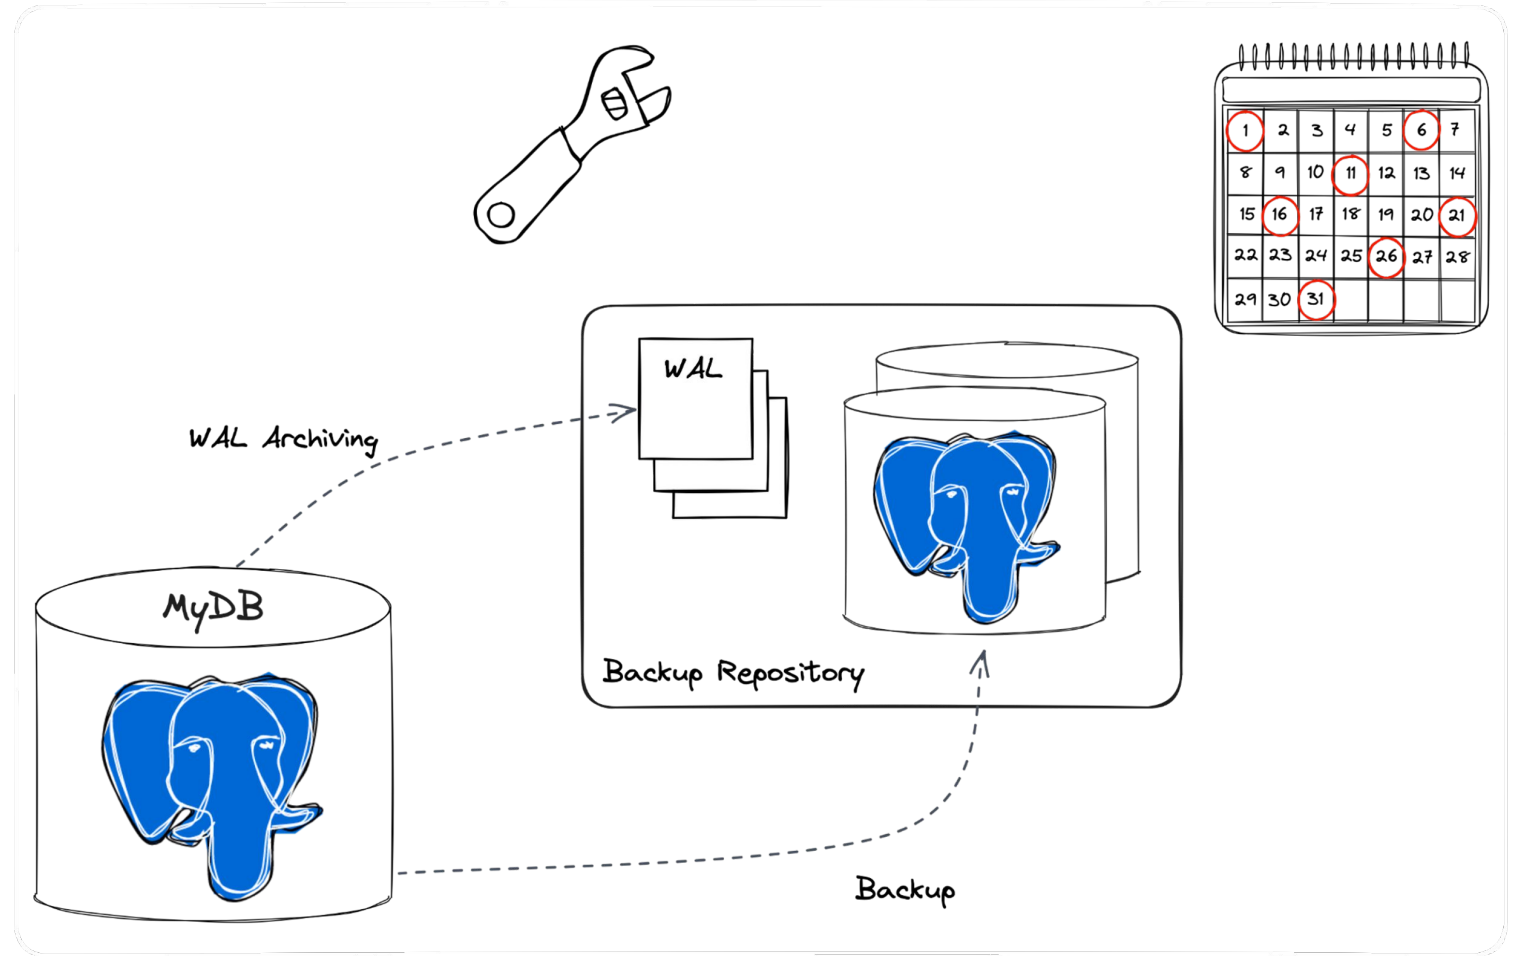 1 2 3 4 5 6 7
8 9 10 11 12 13 14
15 16 17 18 19 20 21
22 23 24 25 26 27 28
29 30 31
WAL
WAL Archiving
MyDB
Backup Repository
Backup